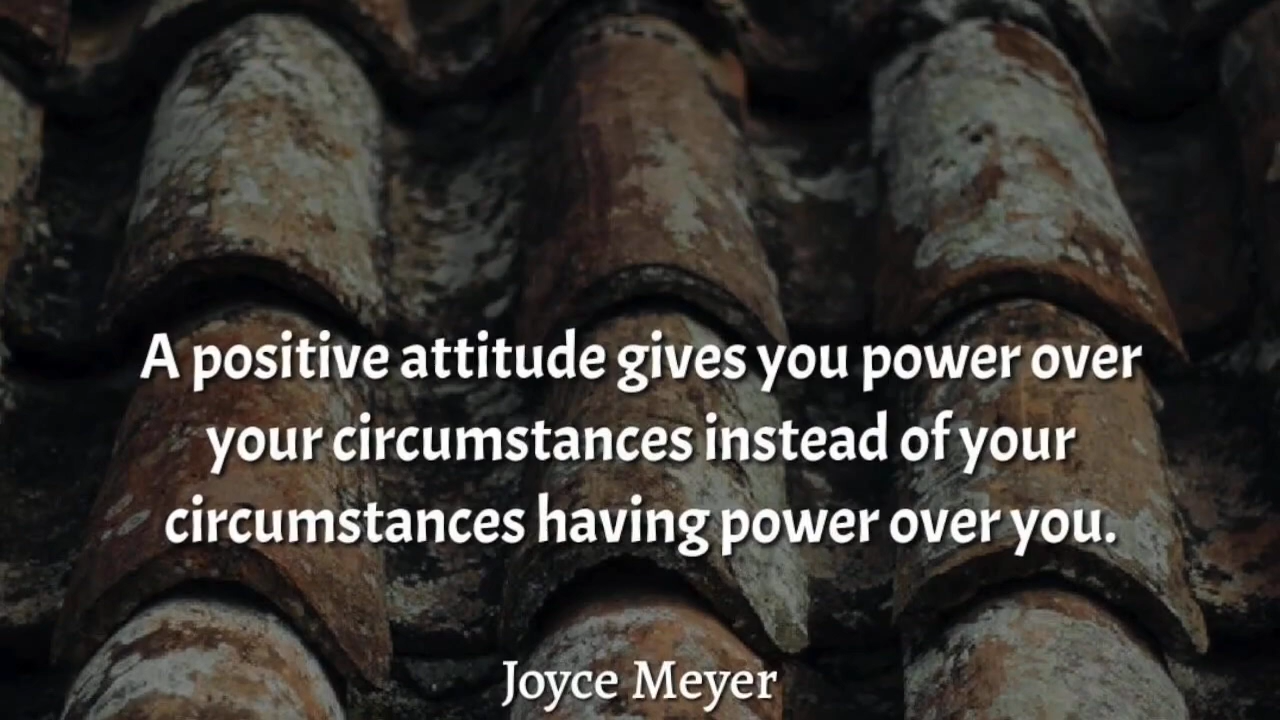 A positive attitude gives you power over
your circumstances instead of your
circumstances having power over you.
Joyce Meyer